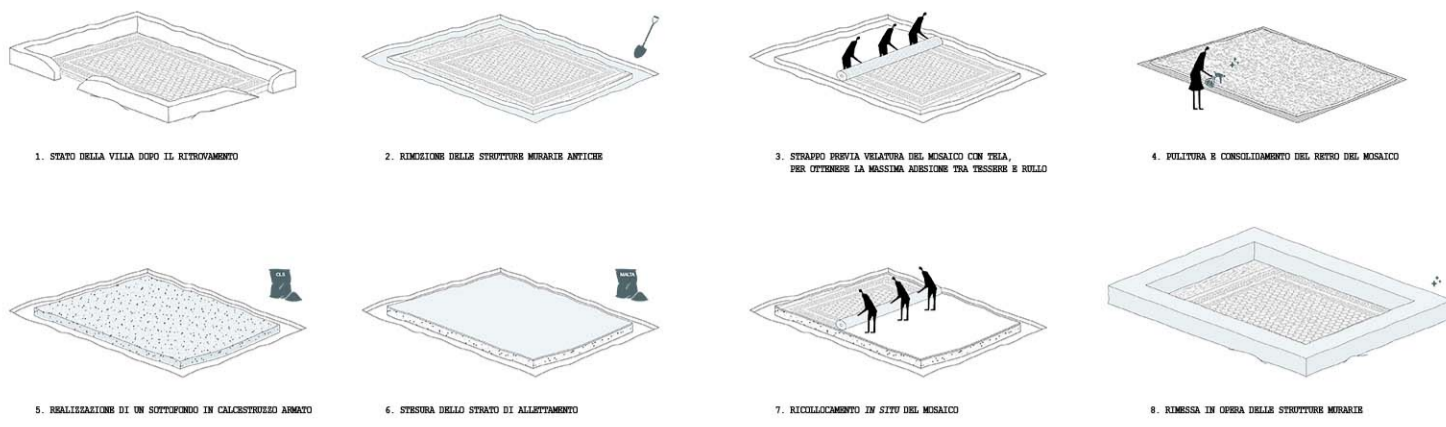 1. STATO DELLA VILLA DOPO IL RITROVAMENTO
2. RIMOZIONE DELLE STRUTTURE MURARIE ANTICHE
3. STRAPPO PREVIA VELATURA DEL MOSAICO CON TELA,
PER OTTENERE LA MASSIMA ADESIONE TRA TESSERE E RULLO
4. PULITURA E CONSOLIDAMENTO DEL RETRO DEL MOSAICO
CLS
MALTA
5. REALIZZAZIONE DI UN SOTTOFONDO IN CALCESTRUZZO ARMATO
6. STESURA DELLO STRATO DI ALLETTAMENTO
7. RICOLLOCAMENTO IN SITU DEL MOSAICO
8. RIMESSA IN OPERA DELLE STRUTTURE MURARIE